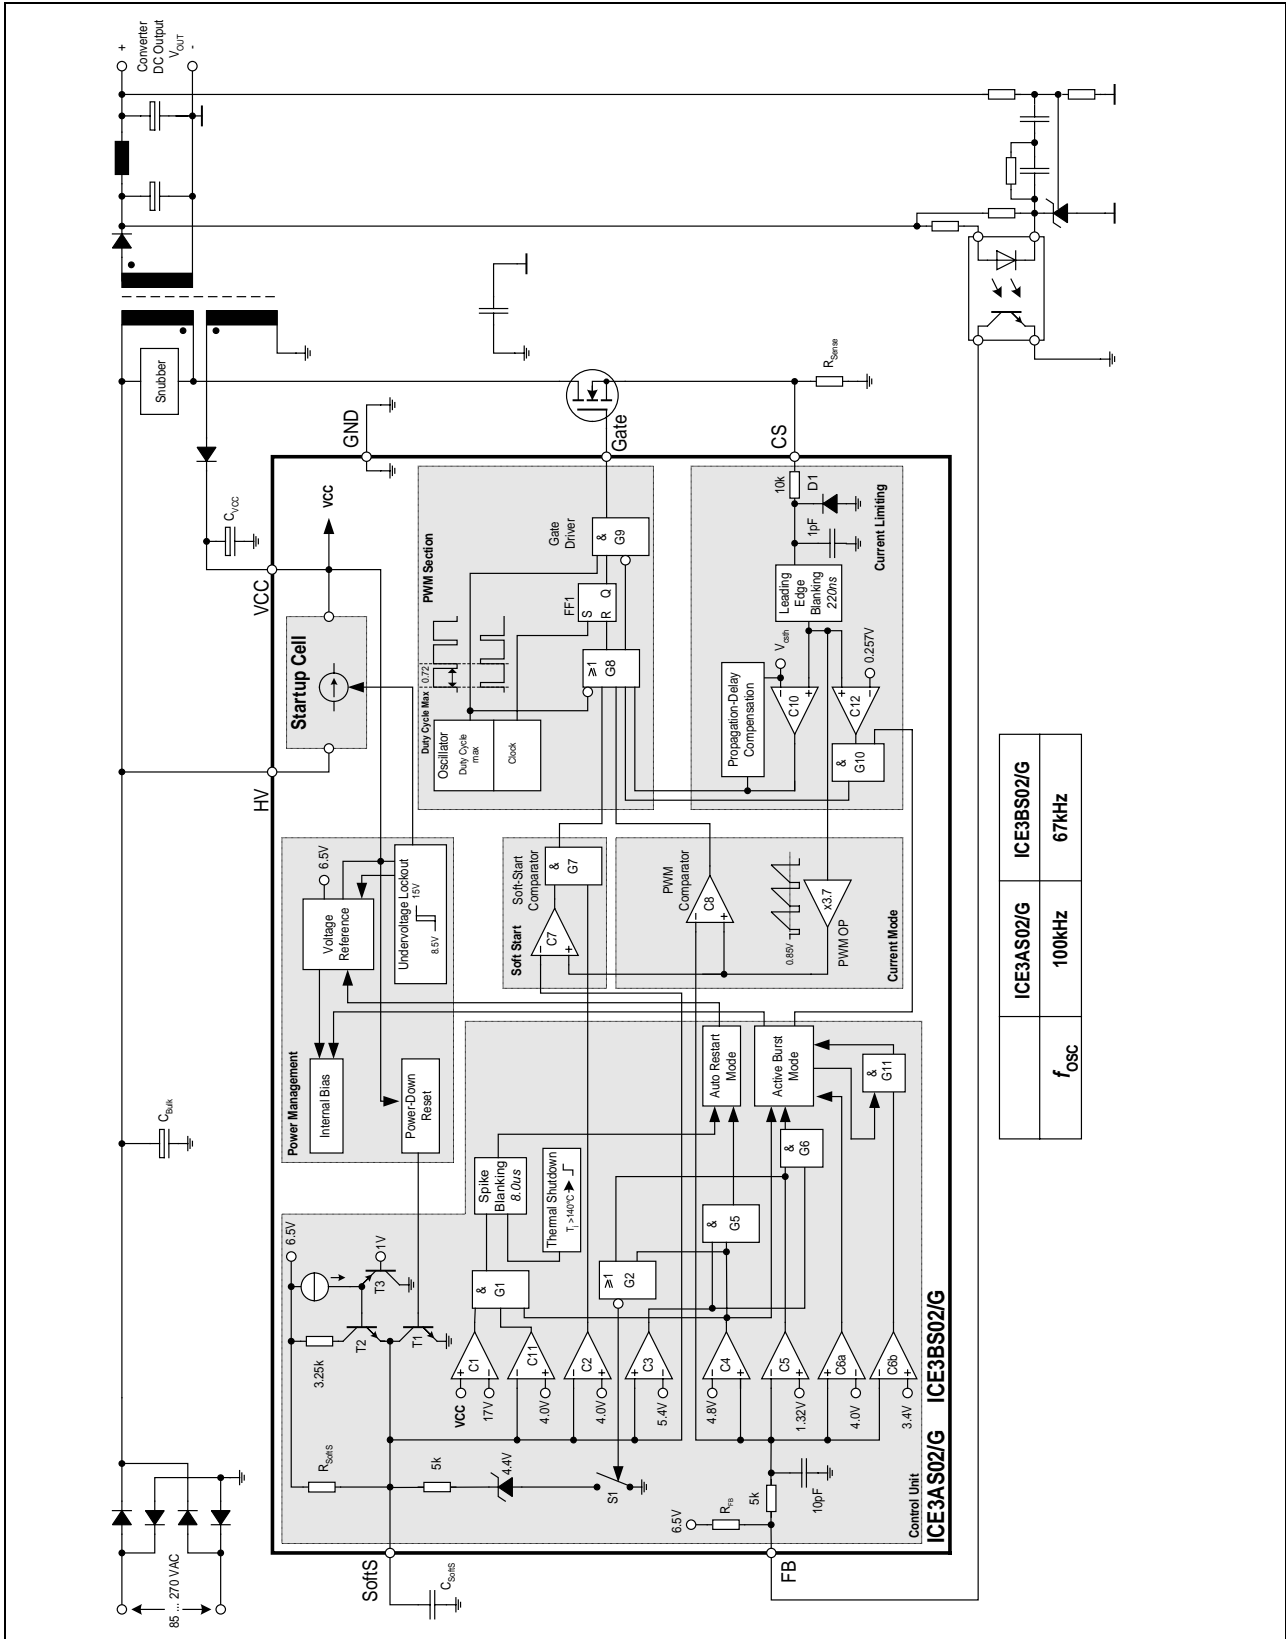 85 ... 270 VAC
C_Bulk
Snubber
+
Converter
DC Output
V_OUT
-
C_VCC
HV
VCC
GND
VCC
Startup Cell
Power Management
Internal Bias
Voltage
Reference
6.5V
Power-Down
Reset
Undervoltage Lockout
15V
8.5V
SoftS
C_SoftS
R_SoftS
6.5V
3.25k
T2
T3
1V
T1
5k
4.4V
S1
VCC
17V
+
-
C1
4.0V
-
+
C11
4.0V
+
-
C2
5.4V
+
-
C3
4.8V
-
+
C4
1.32V
-
+
C5
4.0V
+
-
C6a
3.4V
-
+
C6b
&
G1
Spike
Blanking
8.0us
Thermal Shutdown
Tj >140°C
≥1
G2
&
G5
&
G6
Auto Restart
Mode
Active Burst
Mode
&
G11
6.5V
R_FB
5k
10pF
FB
Control Unit
Soft Start
-
+
C7
Soft-Start
Comparator
&
G7
PWM
Comparator
-
+
C8
0.85V
x3.7
PWM OP
Current Mode
PWM Section
Duty Cycle Max
0.72
Oscillator
Duty Cycle
max
Clock
≥1
G8
FF1
S
R
Q
Gate
Driver
&
G9
Gate
Propagation-Delay
Compensation
V_csth
-
+
C10
+
-
C12
0.257V
&
G10
Leading
Edge
Blanking
220ns
1pF
10k
D1
CS
R_Sense
Current Limiting
ICE3AS02/G ICE3BS02/G
ICE3AS02/G ICE3BS02/G
f_osc 100kHz 67kHz